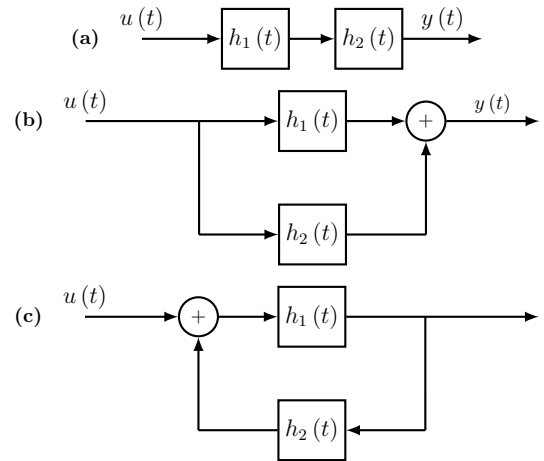 (a) u(t) h₁(t) h₂(t) y(t)
(b) u(t) h₁(t) + y(t)
h₂(t)
(c) u(t) + h₁(t)
h₂(t)